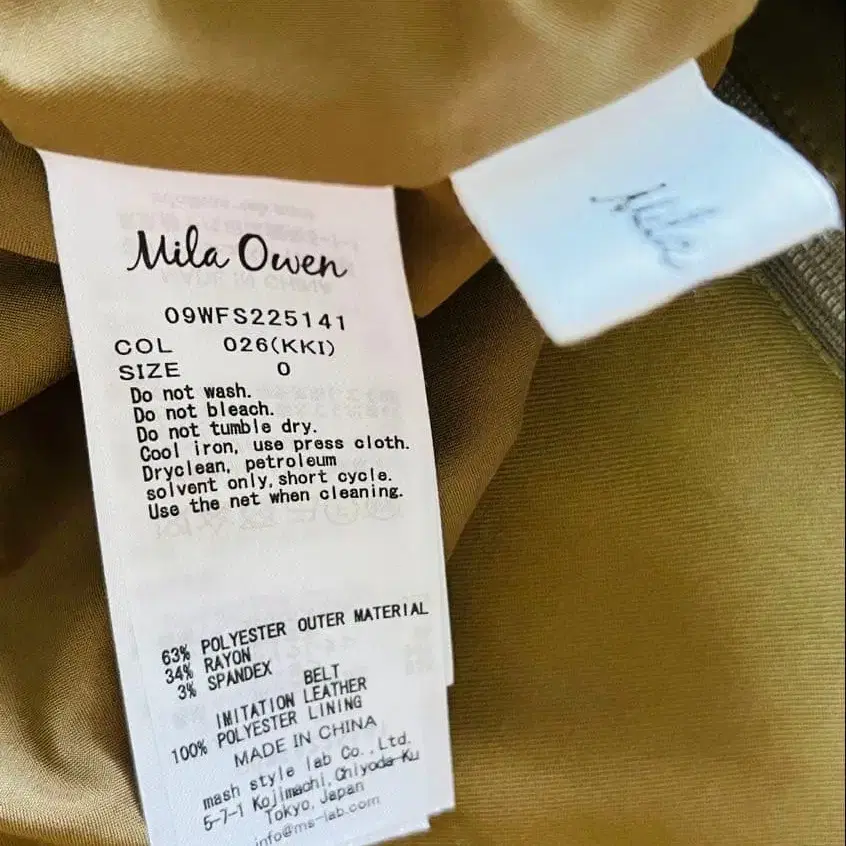 Mila Owen
09WFS225141
COL 026(KKI)
SIZE 0
Do not wash.
Do not bleach.
Do not tumble dry.
Cool iron, use press cloth.
Dryclean, petroleum
solvent only, short cycle.
Use the net when cleaning.
63% POLYESTER OUTER MATERIAL
34% RAYON
3% SPANDEX
BELT
IMITATION LEATHER
100% POLYESTER LINING
MADE IN CHINA
mash style lab Co.,Ltd.
5-7-1 Kojimachi, Chiyoda-Ku
Tokyo, Japan
info@ms-lab.com
Mila